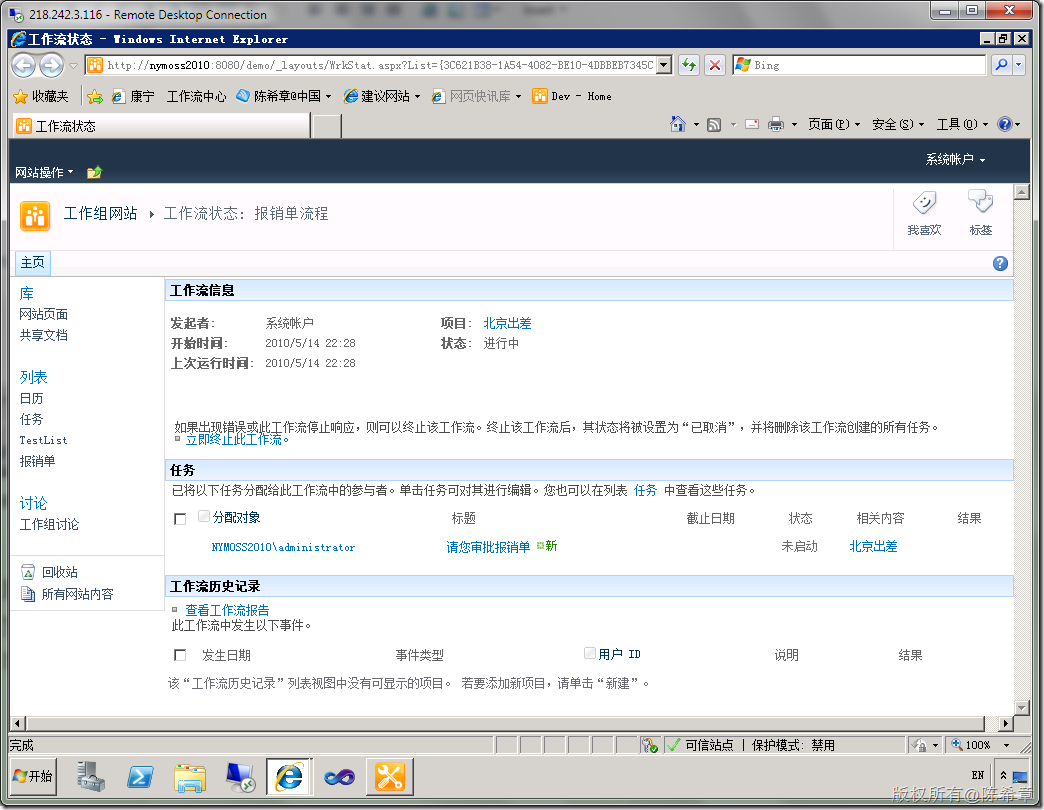 218.242.3.116 - Remote Desktop Connection
工作流状态 - Windows Internet Explorer
http://nymoss2010:8080/demo/_layouts/WrkStat.aspx?List={3C621B38-1A54-4082-BE10-4DBBEB7345C
Bing
收藏夹 康宁 工作流中心 陈希章@中国 建议网站 网页快讯库 Dev - Home
工作流状态
页面(P) 安全(S) 工具(O)
系统帐户
网站操作
工作组网站 工作流状态: 报销单流程
我喜欢 标签
主页
库
网站页面
共享文档
列表
日历
任务
TestList
报销单
讨论
工作组讨论
回收站
所有网站内容
工作流信息
发起者: 系统帐户 项目: 北京出差
开始时间: 2010/5/14 22:28 状态: 进行中
上次运行时间: 2010/5/14 22:28
如果出现错误或此工作流停止响应，则可以终止该工作流。终止该工作流后，其状态将被设置为“已取消”，并将删除该工作流创建的所有任务。
立即终止此工作流。
任务
已将以下任务分配给此工作流中的参与者。单击任务可对其进行编辑。您也可以在列表 任务 中查看这些任务。
分配对象 标题 截止日期 状态 相关内容 结果
NYMOSS2010\administrator 请您审批报销单 新 未启动 北京出差
工作流历史记录
查看工作流报告
此工作流中发生以下事件。
发生日期 事件类型 用户 ID 说明 结果
该“工作流历史记录”列表视图中没有可显示的项目。 若要添加新项目，请单击“新建”。
完成 可信站点 | 保护模式: 禁用 100%
开始 EN
版权所有@陈希章